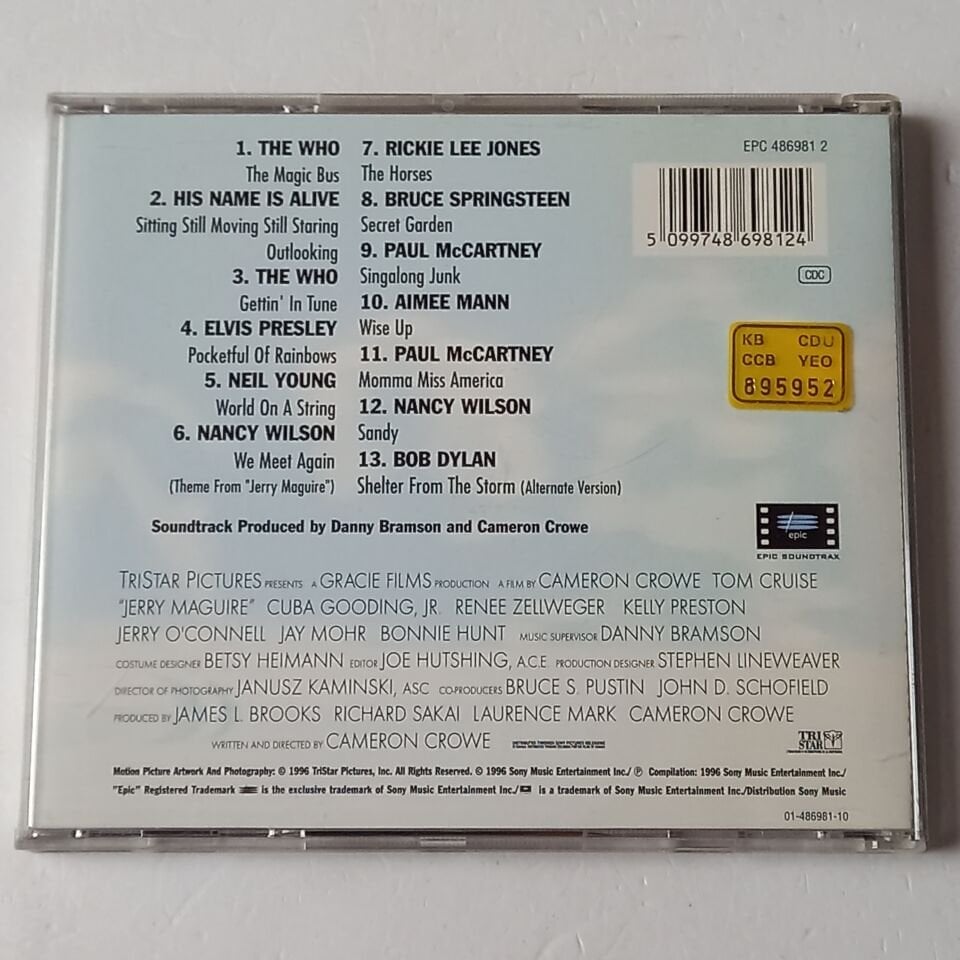 1. THE WHO
The Magic Bus
2. HIS NAME IS ALIVE
Sitting Still Moving Still Staring
Outlooking
3. THE WHO
Gettin' In Tune
4. ELVIS PRESLEY
Pocketful Of Rainbows
5. NEIL YOUNG
World On A String
6. NANCY WILSON
We Meet Again
(Theme From "Jerry Maguire")
7. RICKIE LEE JONES
The Horses
8. BRUCE SPRINGSTEEN
Secret Garden
9. PAUL McCARTNEY
Singalong Junk
10. AIMEE MANN
Wise Up
11. PAUL McCARTNEY
Momma Miss America
12. NANCY WILSON
Sandy
13. BOB DYLAN
Shelter From The Storm (Alternate Version)
EPC 486981 2
5 099748 698124
CDC
KB CDU
CCB YEO
895952
Soundtrack Produced by Danny Bramson and Cameron Crowe
epic
EPIC SOUNDTRAX
TRISTAR PICTURES PRESENTS A GRACIE FILMS PRODUCTION A FILM BY CAMERON CROWE TOM CRUISE
"JERRY MAGUIRE" CUBA GOODING, JR. RENEE ZELLWEGER KELLY PRESTON
JERRY O'CONNELL JAY MOHR BONNIE HUNT MUSIC SUPERVISOR DANNY BRAMSON
COSTUME DESIGNER BETSY HEIMANN EDITOR JOE HUTSHING, A.C.E. PRODUCTION DESIGNER STEPHEN LINEWEAVER
DIRECTOR OF PHOTOGRAPHY JANUSZ KAMINSKI, ASC CO-PRODUCERS BRUCE S. PUSTIN JOHN D. SCHOFIELD
PRODUCED BY JAMES L. BROOKS RICHARD SAKAI LAURENCE MARK CAMERON CROWE
WRITTEN AND DIRECTED BY CAMERON CROWE
TRI
STAR
Motion Picture Artwork And Photography: © 1996 TriStar Pictures, Inc. All Rights Reserved. © 1996 Sony Music Entertainment Inc./ ℗ Compilation: 1996 Sony Music Entertainment Inc./
"Epic" Registered Trademark is the exclusive trademark of Sony Music Entertainment Inc./ is a trademark of Sony Music Entertainment Inc./Distribution Sony Music
01-486981-10